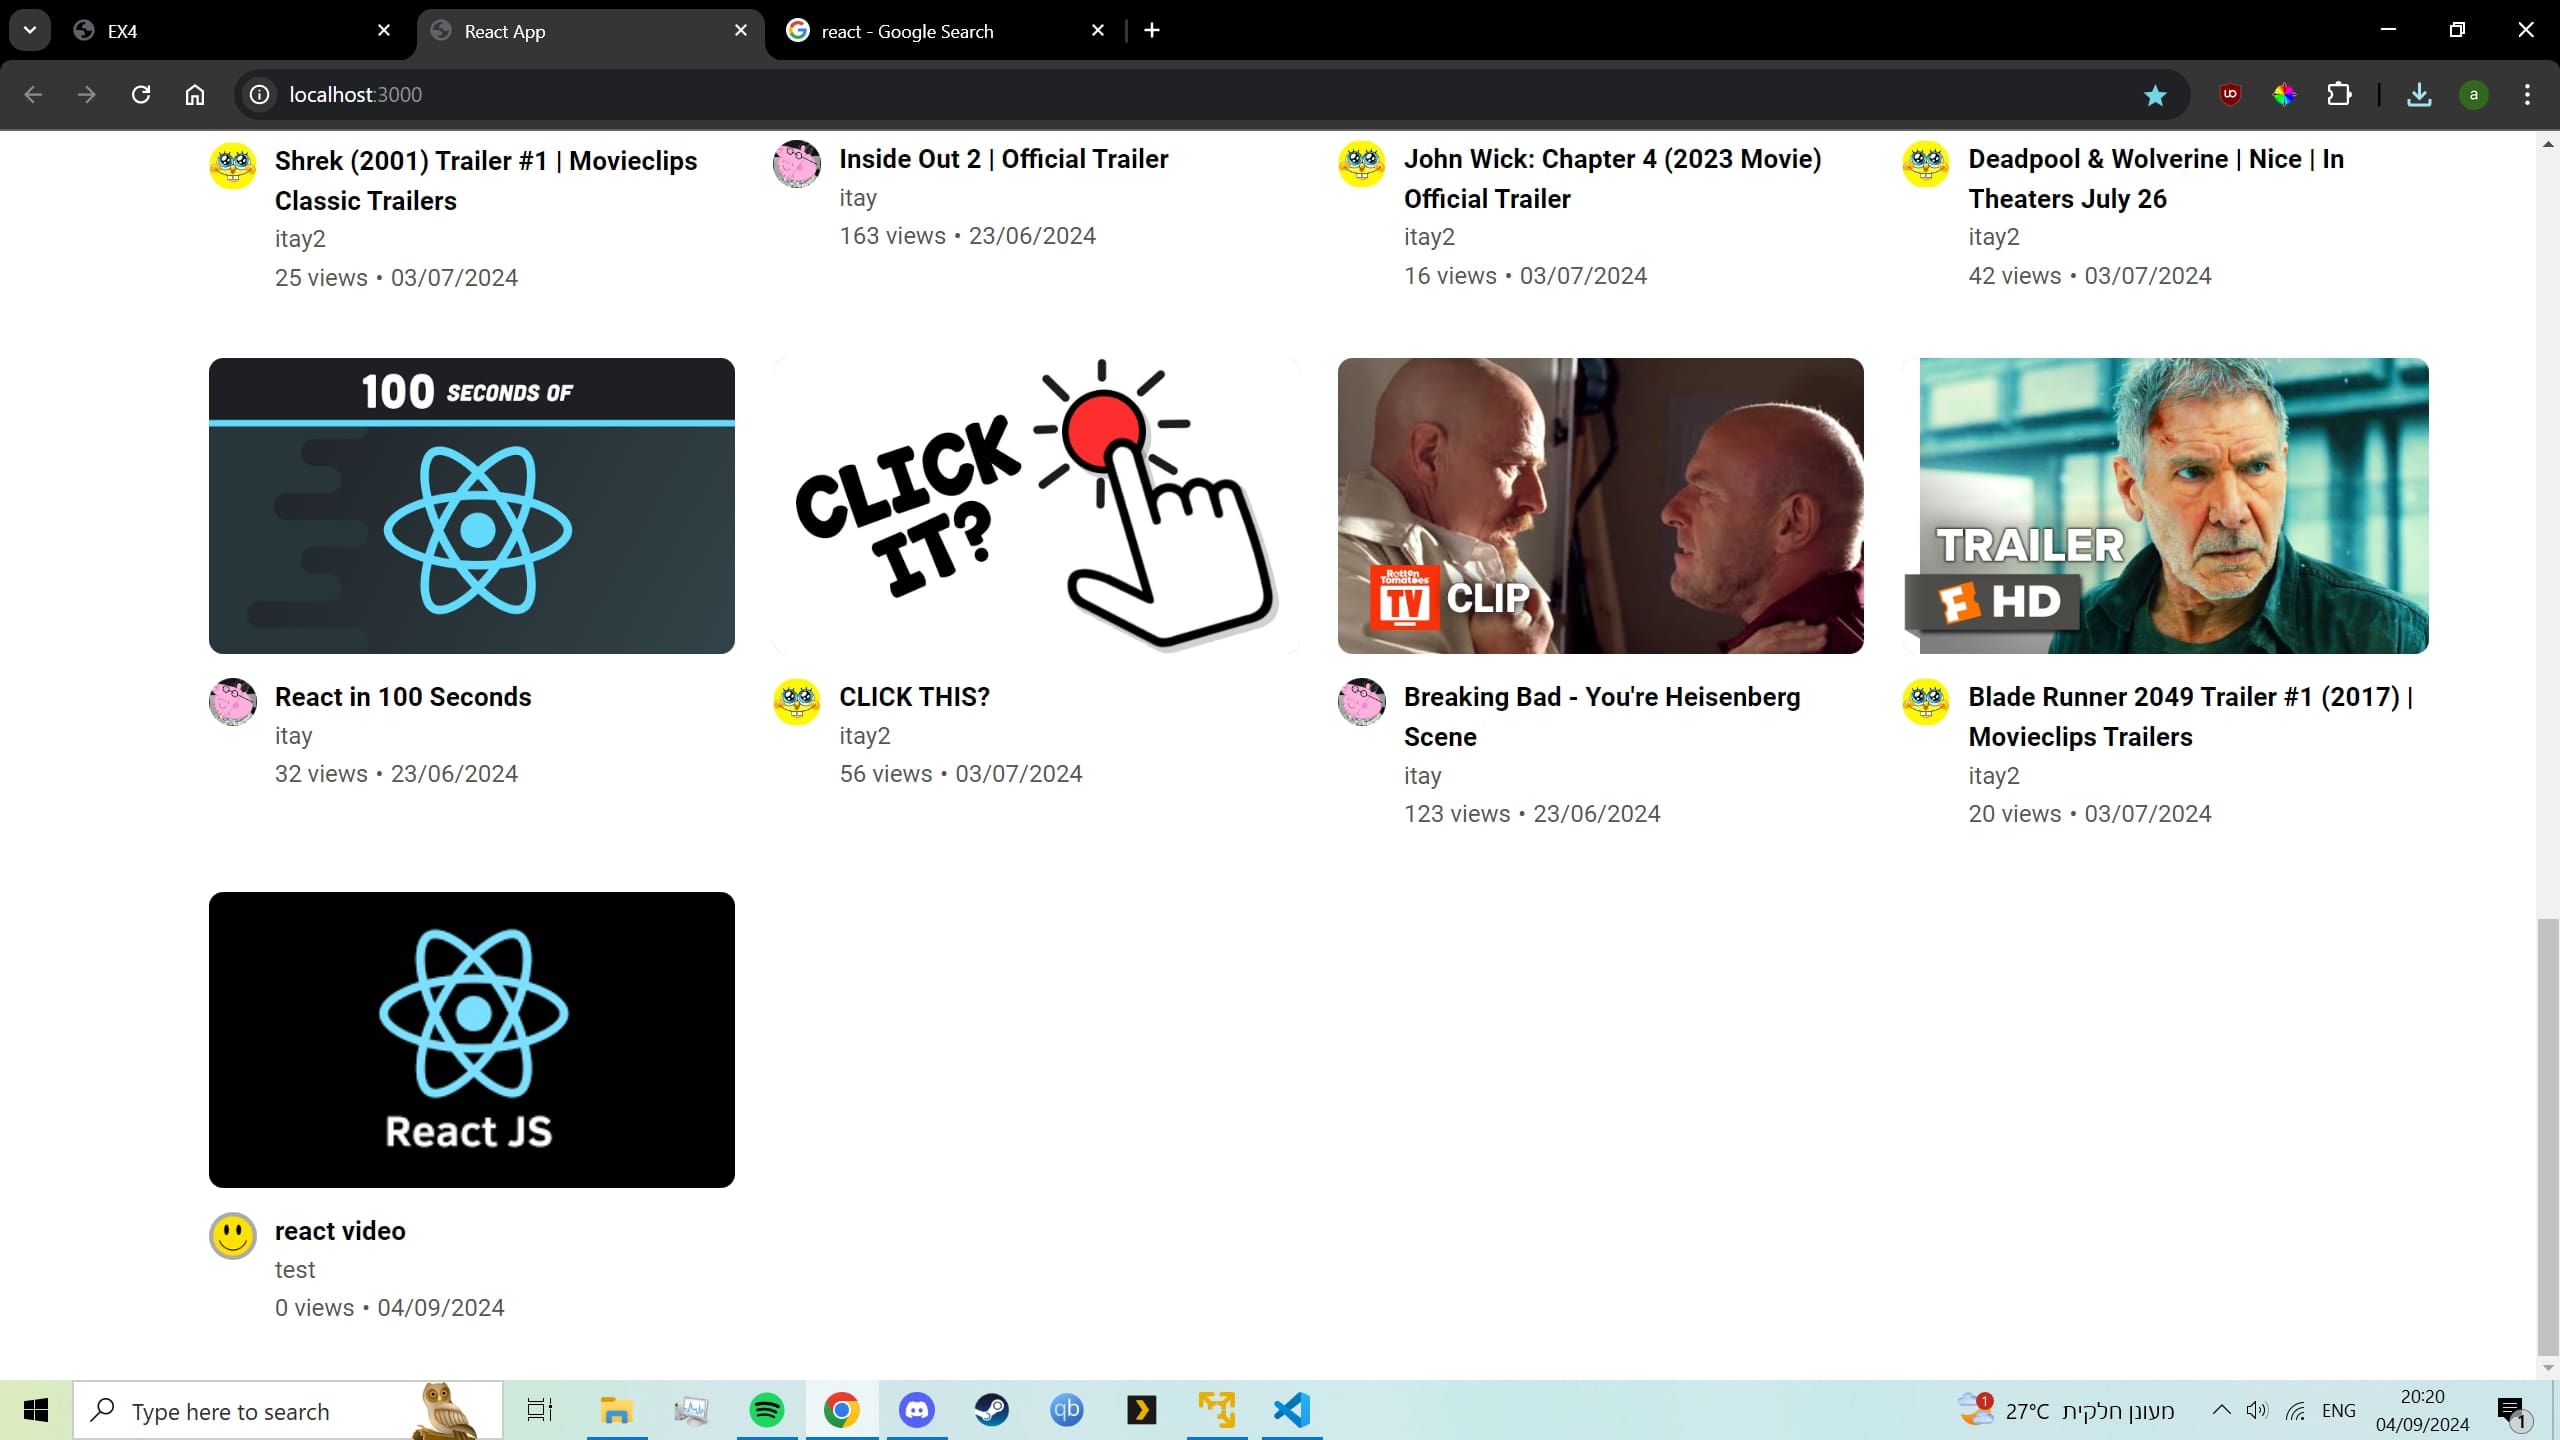 EX4
React App
react - Google Search
localhost:3000
a
Shrek (2001) Trailer #1 | Movieclips
Classic Trailers
itay2
25 views • 03/07/2024
Inside Out 2 | Official Trailer
itay
163 views • 23/06/2024
John Wick: Chapter 4 (2023 Movie)
Official Trailer
itay2
16 views • 03/07/2024
Deadpool & Wolverine | Nice | In
Theaters July 26
itay2
42 views • 03/07/2024
100 SECONDS OF
CLICK
IT?
Rotten
Tomatoes
TV CLIP
TRAILER
F HD
React in 100 Seconds
itay
32 views • 23/06/2024
CLICK THIS?
itay2
56 views • 03/07/2024
Breaking Bad - You're Heisenberg
Scene
itay
123 views • 23/06/2024
Blade Runner 2049 Trailer #1 (2017) |
Movieclips Trailers
itay2
20 views • 03/07/2024
React JS
react video
test
0 views • 04/09/2024
Type here to search
qb
1
27°C מעונן חלקית
ENG
20:20
04/09/2024
1